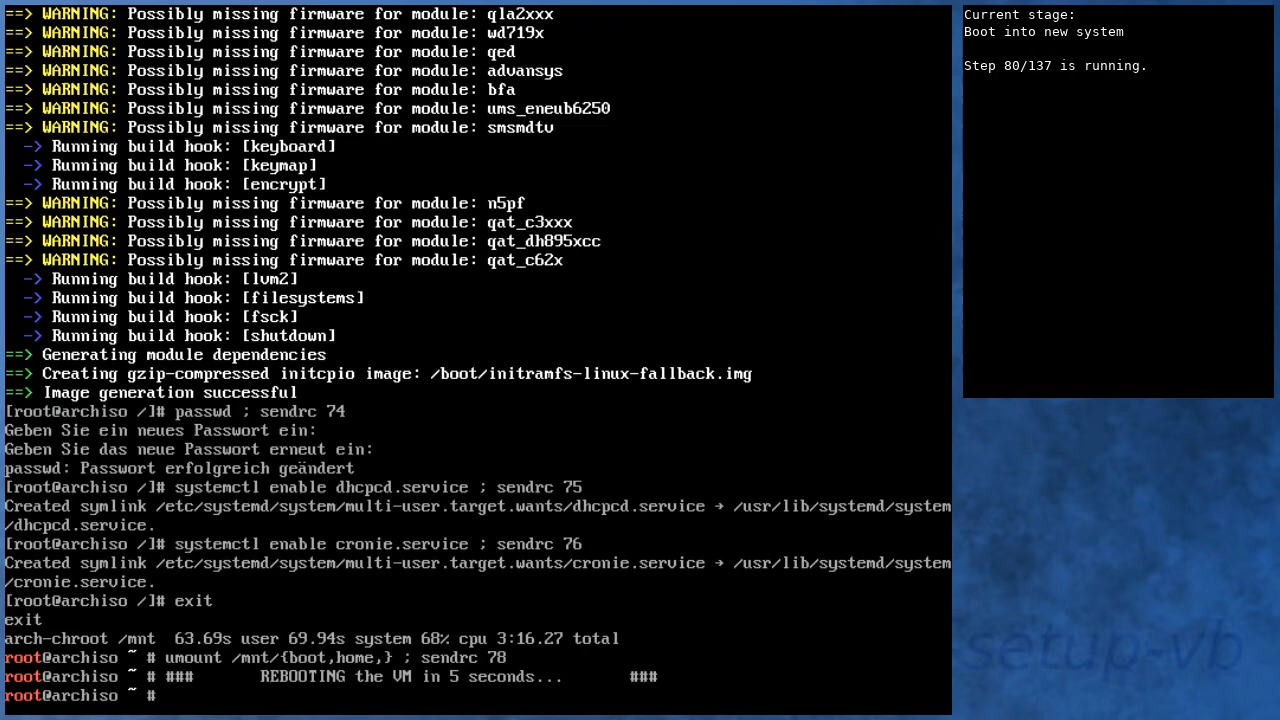 ==> WARNING: Possibly missing firmware for module: qla2xxx
==> WARNING: Possibly missing firmware for module: wd719x
==> WARNING: Possibly missing firmware for module: qed
==> WARNING: Possibly missing firmware for module: advansys
==> WARNING: Possibly missing firmware for module: bfa
==> WARNING: Possibly missing firmware for module: ums_eneub6250
==> WARNING: Possibly missing firmware for module: smsmdtv
-> Running build hook: [keyboard]
-> Running build hook: [keymap]
-> Running build hook: [encrypt]
==> WARNING: Possibly missing firmware for module: n5pf
==> WARNING: Possibly missing firmware for module: qat_c3xxx
==> WARNING: Possibly missing firmware for module: qat_dh895xcc
==> WARNING: Possibly missing firmware for module: qat_c62x
-> Running build hook: [lvm2]
-> Running build hook: [filesystems]
-> Running build hook: [fsck]
-> Running build hook: [shutdown]
==> Generating module dependencies
==> Creating gzip-compressed initcpio image: /boot/initramfs-linux-fallback.img
==> Image generation successful
[root@archiso /]# passwd ; sendrc 74
Geben Sie ein neues Passwort ein:
Geben Sie das neue Passwort erneut ein:
passwd: Passwort erfolgreich geändert
[root@archiso /]# systemctl enable dhcpcd.service ; sendrc 75
Created symlink /etc/systemd/system/multi-user.target.wants/dhcpcd.service → /usr/lib/systemd/system
/dhcpcd.service.
[root@archiso /]# systemctl enable cronie.service ; sendrc 76
Created symlink /etc/systemd/system/multi-user.target.wants/cronie.service → /usr/lib/systemd/system
/cronie.service.
[root@archiso /]# exit
exit
arch-chroot /mnt  63.69s user 69.94s system 68% cpu 3:16.27 total
root@archiso ~ # umount /mnt/{boot,home,} ; sendrc 78
root@archiso ~ # ###       REBOOTING the VM in 5 seconds...       ###
root@archiso ~ #
Current stage:
Boot into new system
Step 80/137 is running.
setup-vb